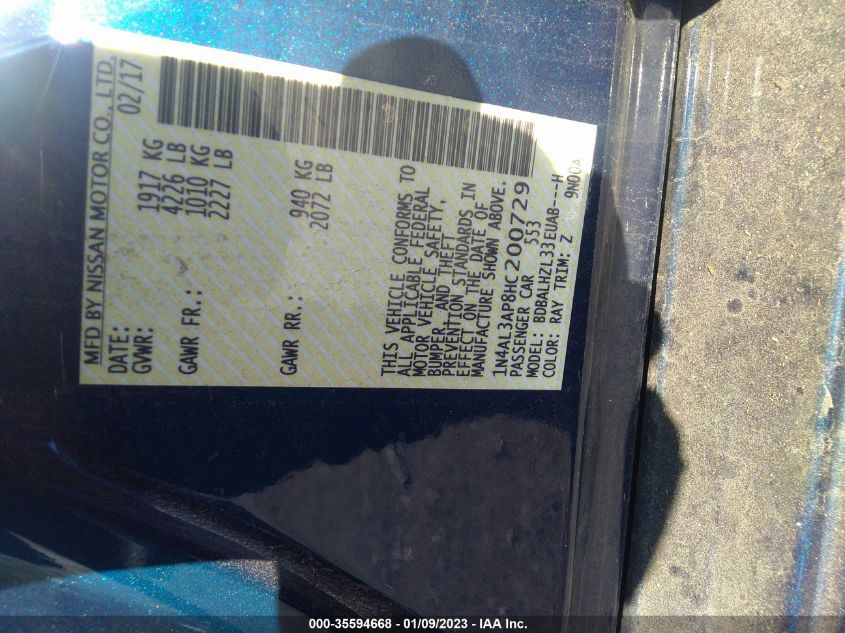 MFD BY NISSAN MOTOR CO., LTD.
DATE: 02/17
GVWR: 1917 KG
4226 LB
GAWR FR.: 1010 KG
2227 LB
GAWR RR.: 940 KG
2072 LB
THIS VEHICLE CONFORMS TO
ALL APPLICABLE FEDERAL
MOTOR VEHICLE SAFETY,
BUMPER, AND THEFT
PREVENTION STANDARDS IN
EFFECT ON THE DATE OF
MANUFACTURE SHOWN ABOVE.
1N4AL3AP8HC200729
PASSENGER CAR 553
MODEL: BDBALHZL33EUAB---H
COLOR: RAY TRIM: Z 9N00A
000-35594668 - 01/09/2023 - IAA Inc.